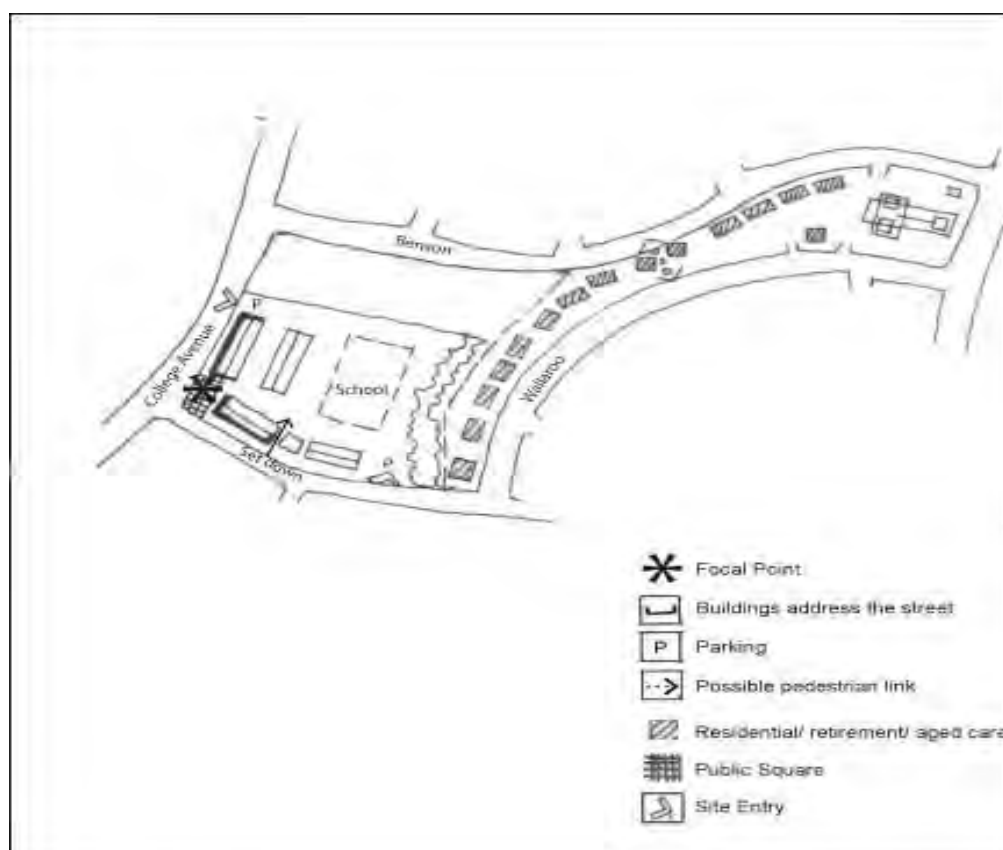 Benson
P
College Avenue
School
Wallaroo
set down
P
Focal Point
Buildings address the street
P Parking
Possible pedestrian link
Residential/ retirement/ aged care
Public Square
Site Entry